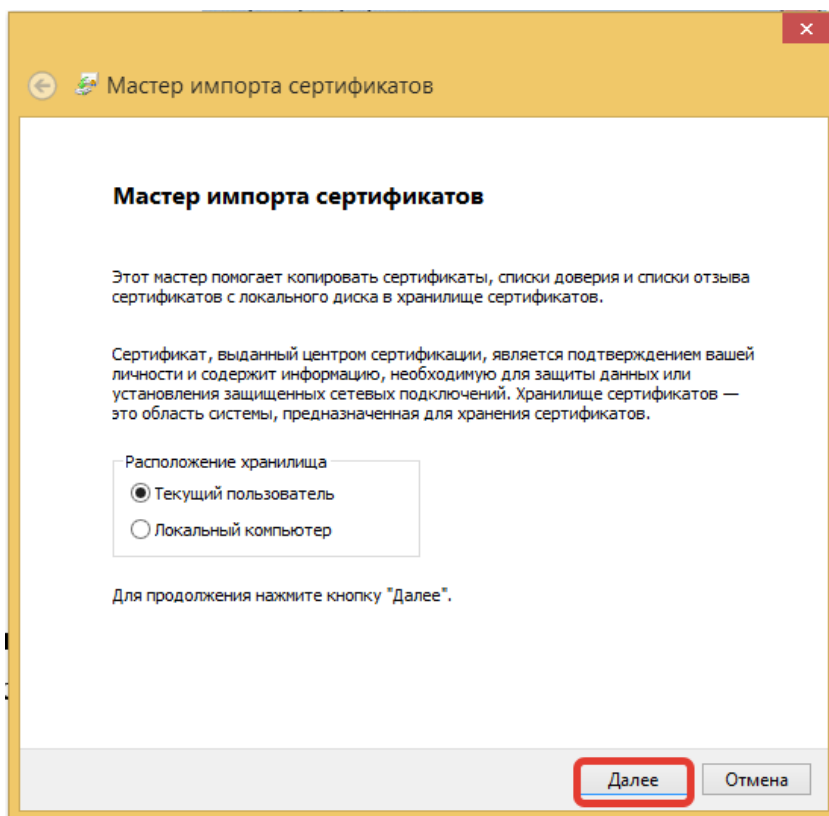 Мастер импорта сертификатов
Мастер импорта сертификатов
Этот мастер помогает копировать сертификаты, списки доверия и списки отзыва
сертификатов с локального диска в хранилище сертификатов.
Сертификат, выданный центром сертификации, является подтверждением вашей
личности и содержит информацию, необходимую для защиты данных или
установления защищенных сетевых подключений. Хранилище сертификатов —
это область системы, предназначенная для хранения сертификатов.
Расположение хранилища
Текущий пользователь
Локальный компьютер
Для продолжения нажмите кнопку "Далее".
Далее
Отмена